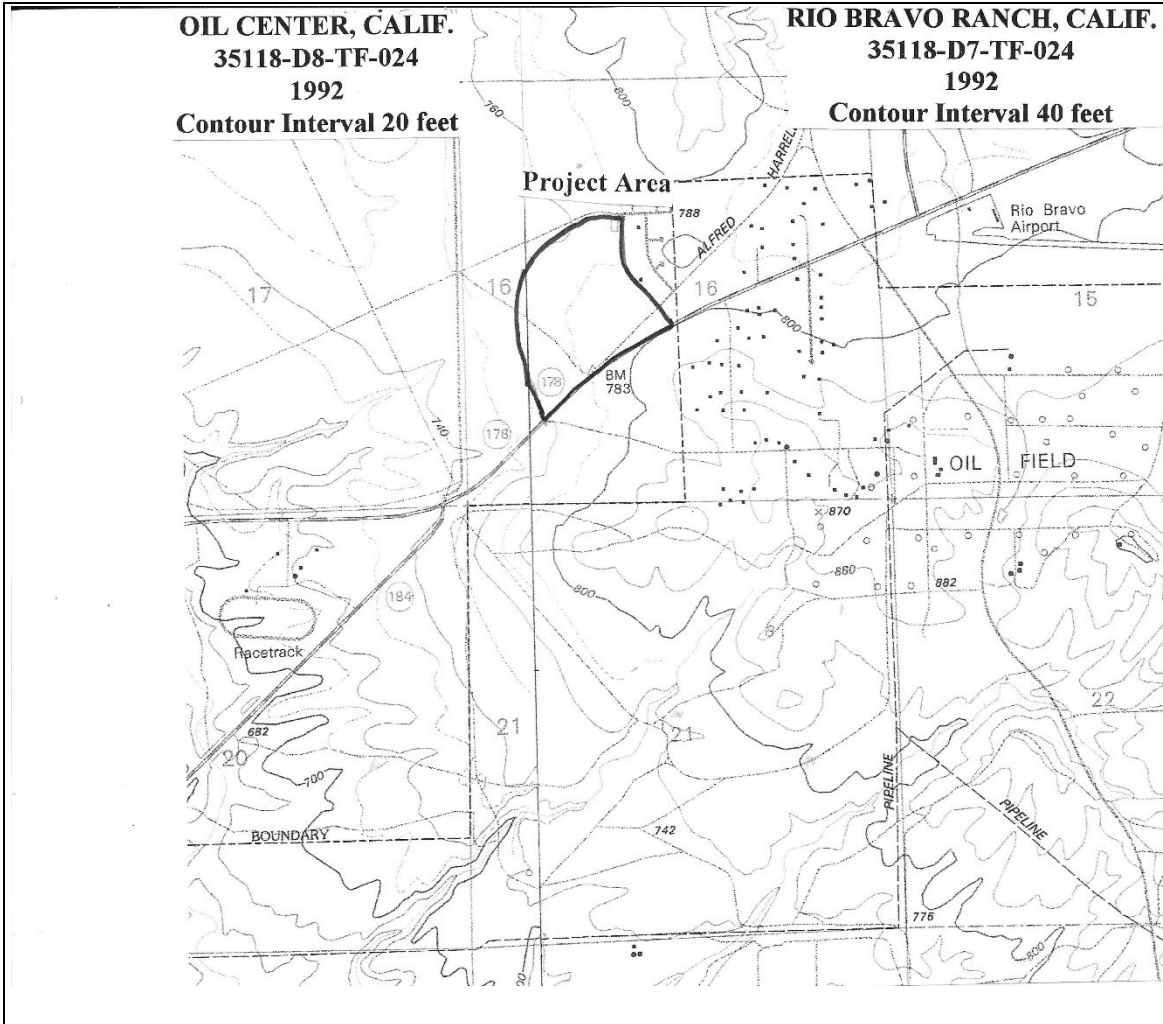 OIL CENTER, CALIF.
35118-D8-TF-024
1992
Contour Interval 20 feet
RIO BRAVO RANCH, CALIF.
35118-D7-TF-024
1992
Contour Interval 40 feet
760
800
HARREL
Project Area
788
ALFRED
Rio Bravo
Airport
17
16
16
15
800
178
BM
783
740
178
OIL FIELD
870
860
882
800
184
Racetrack
22
21
21
682
20
700
PIPELINE
PIPELINE
BOUNDARY
742
776
800